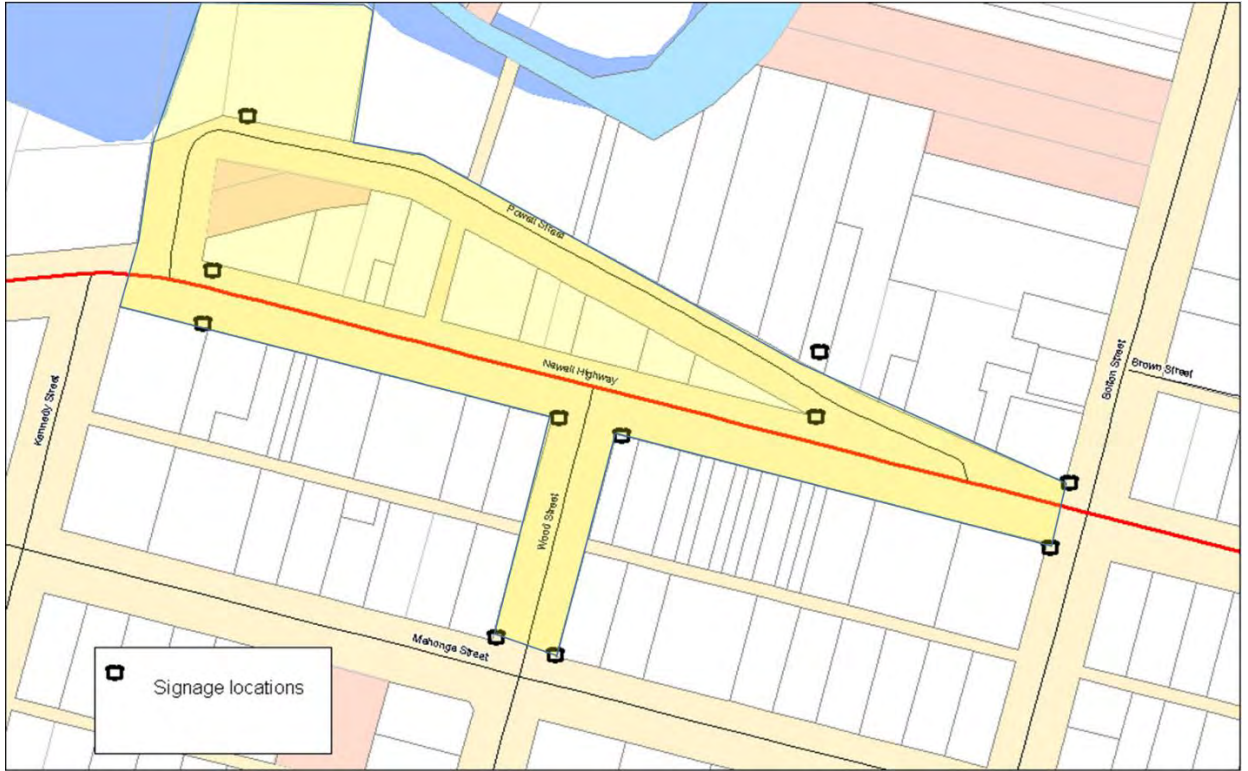 Powell Street
Newell Highway
Bolton Street
Brown Street
Kennedy Street
Wood Street
Mahonga Street
Signage locations